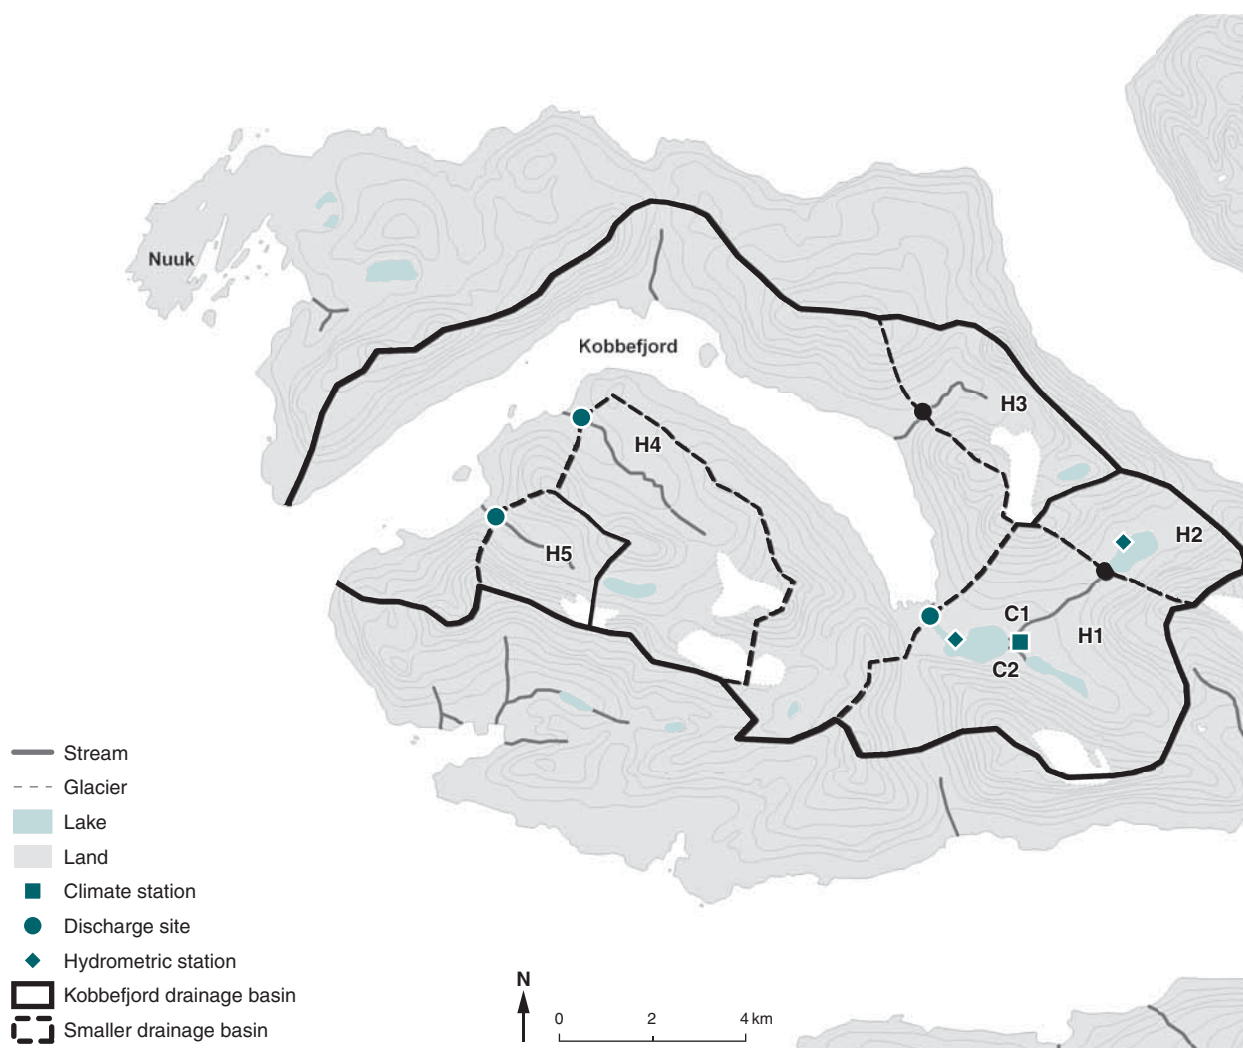 Nuuk
Kobbefjord
H3
H4
H2
H5
C1
H1
C2
Stream
Glacier
Lake
Land
Climate station
Discharge site
Hydrometric station
Kobbefjord drainage basin
Smaller drainage basin
N
0 2 4 km